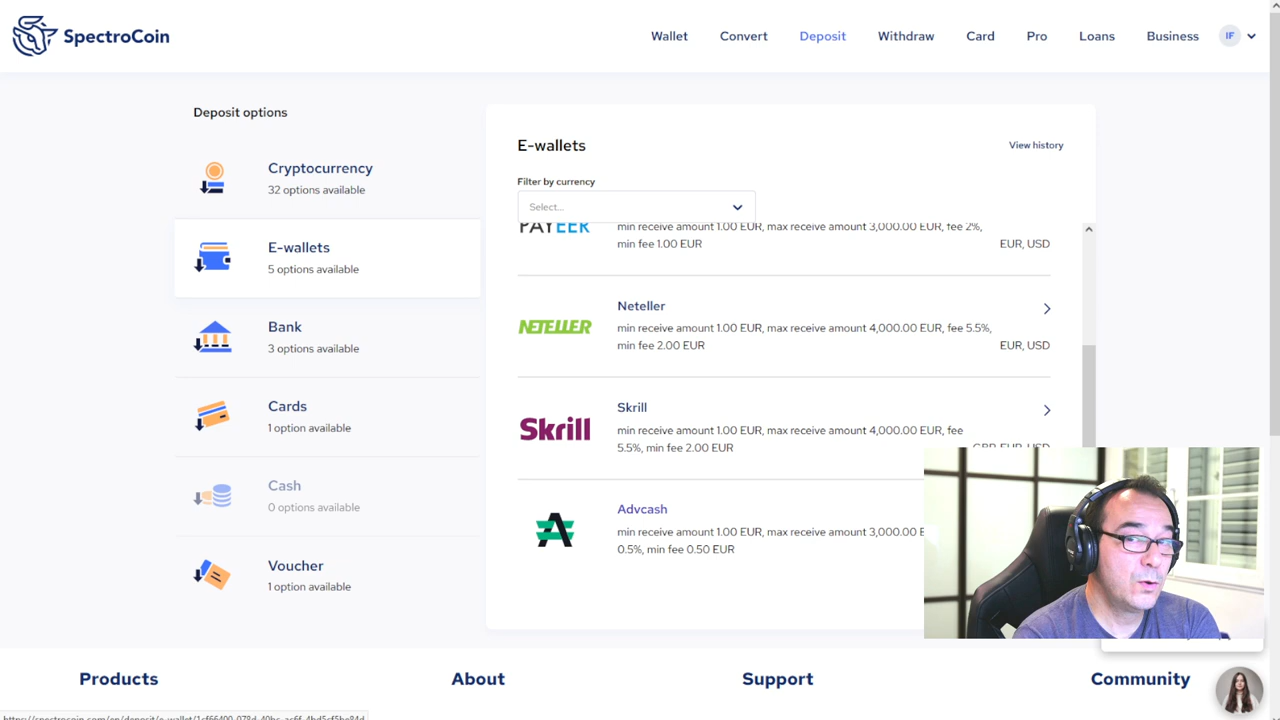 SpectroCoin
Wallet Convert Deposit Withdraw Card Pro Loans Business IF
Deposit options
Cryptocurrency
32 options available
E-wallets
5 options available
Bank
3 options available
Cards
1 option available
Cash
0 options available
Voucher
1 option available
E-wallets
View history
Filter by currency
Select...
PAYEER
min receive amount 1.00 EUR, max receive amount 3,000.00 EUR, fee 2%,
min fee 1.00 EUR
EUR, USD
NETELLER
Neteller
min receive amount 1.00 EUR, max receive amount 4,000.00 EUR, fee 5.5%,
min fee 2.00 EUR
EUR, USD
Skrill
Skrill
min receive amount 1.00 EUR, max receive amount 4,000.00 EUR, fee
5.5%, min fee 2.00 EUR
GBP, EUR, USD
Advcash
min receive amount 1.00 EUR, max receive amount 3,000.00
0.5%, min fee 0.50 EUR
Products About Support Community